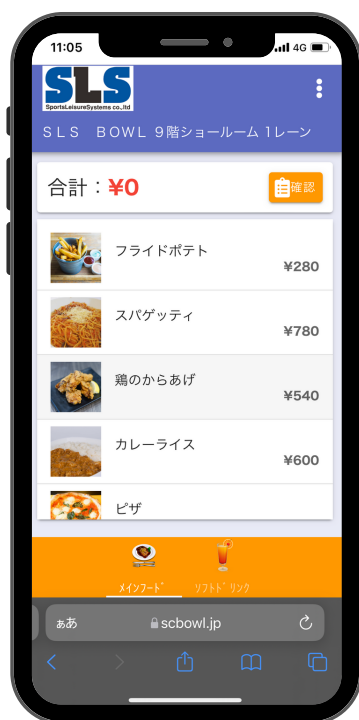 11:05
4G
SLS
SportsLeisureSystems co.,ltd
ＳＬＳ　ＢＯＷＬ ９階ショールーム 1レーン
合計：¥0
確認
フライドポテト
¥280
スパゲッティ
¥780
鶏のからあげ
¥540
カレーライス
¥600
ピザ
ﾒｲﾝﾌｰﾄﾞ
ｿﾌﾄﾄﾞﾘﾝｸ
ぁあ
scbowl.jp